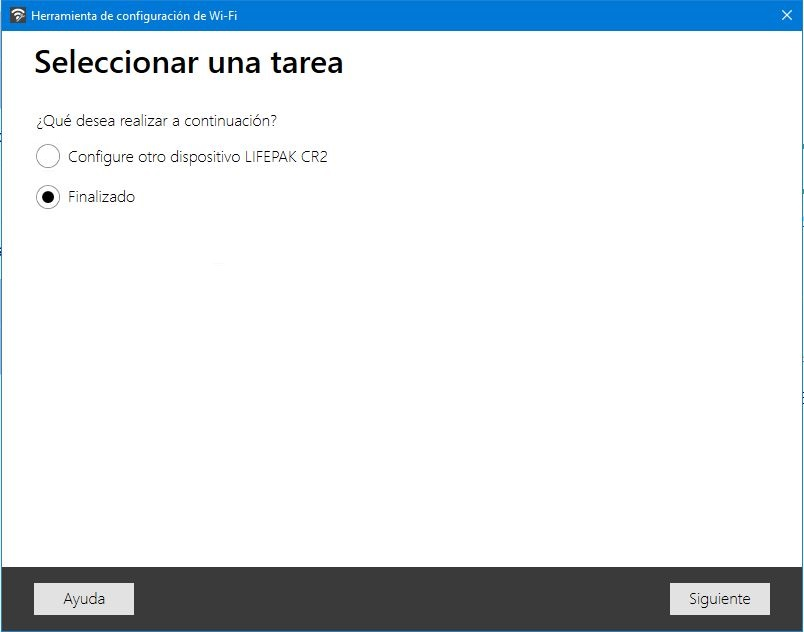 Herramienta de configuración de Wi-Fi
Seleccionar una tarea
¿Qué desea realizar a continuación?
Configure otro dispositivo LIFEPAK CR2
Finalizado
Ayuda
Siguiente